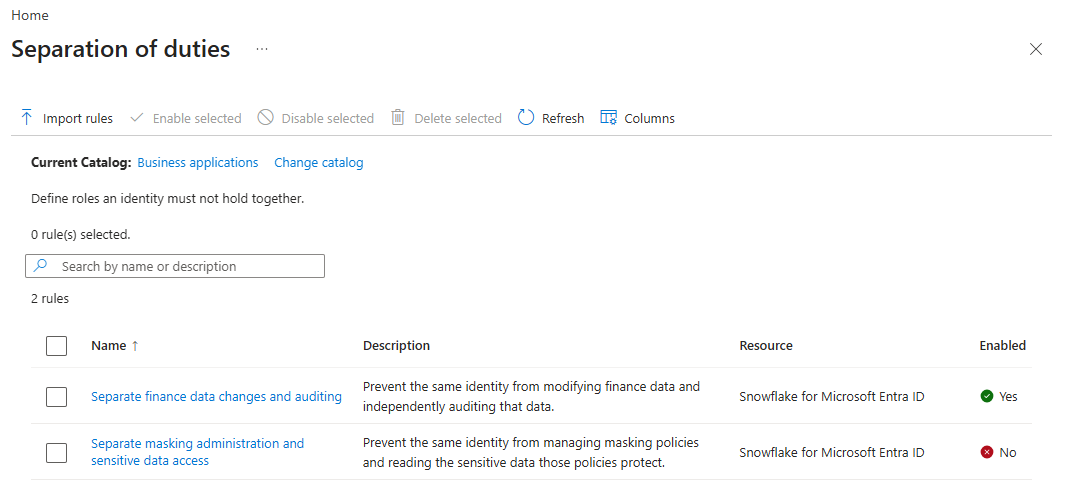 Home
Separation of duties ...
Import rules Enable selected Disable selected Delete selected Refresh Columns
Current Catalog: Business applications Change catalog
Define roles an identity must not hold together.
0 rule(s) selected.
Search by name or description
2 rules
Name ↑ Description Resource Enabled
Separate finance data changes and auditing
Prevent the same identity from modifying finance data and
independently auditing that data.
Snowflake for Microsoft Entra ID
Yes
Separate masking administration and
sensitive data access
Prevent the same identity from managing masking policies
and reading the sensitive data those policies protect.
Snowflake for Microsoft Entra ID
No